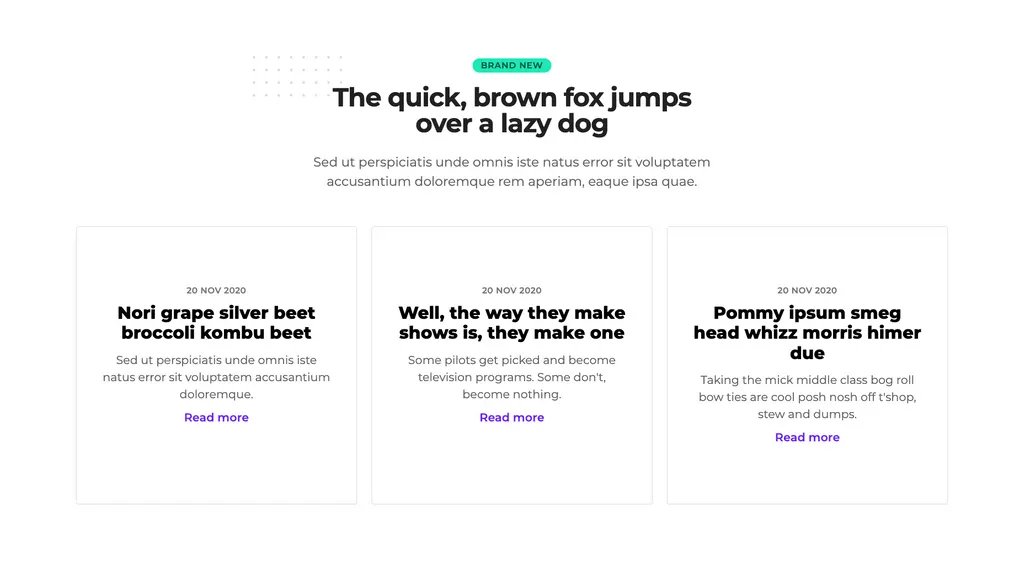 BRAND NEW
The quick, brown fox jumps
over a lazy dog
Sed ut perspiciatis unde omnis iste natus error sit voluptatem
accusantium doloremque rem aperiam, eaque ipsa quae.
20 NOV 2020
Nori grape silver beet
broccoli kombu beet
Sed ut perspiciatis unde omnis iste
natus error sit voluptatem accusantium
doloremque.
Read more
20 NOV 2020
Well, the way they make
shows is, they make one
Some pilots get picked and become
television programs. Some don't,
become nothing.
Read more
20 NOV 2020
Pommy ipsum smeg
head whizz morris himer
due
Taking the mick middle class bog roll
bow ties are cool posh nosh off t'shop,
stew and dumps.
Read more